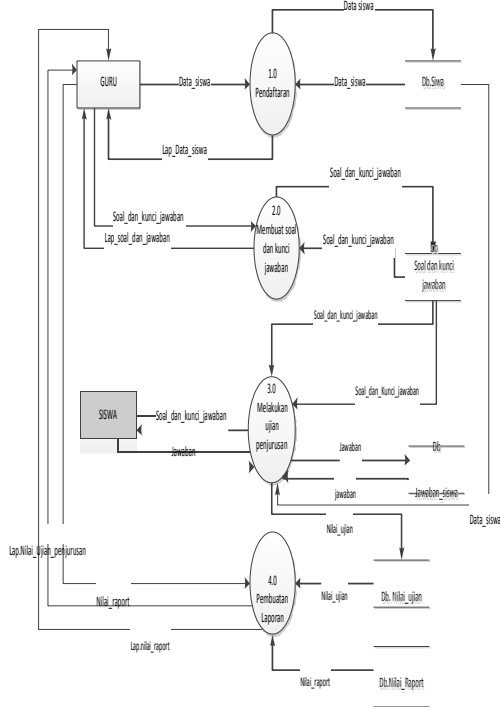 Data siswa
1.0
Pendaftaran
GURU
Data_siswa
Data_siswa
Db.Siwa
Lap_Data_siswa
Soal_dan_kunci_jawaban
2.0
Membuat soal
dan kunci
jawaban
Soal_dan_kunci_jawaban
Lap_soal_dan_jawaban
Soal_dan_kunci_jawaban
Db
Soal dan kunci
jawaban
Soal_dan_kunci_jawaban
3.0
Melakukan
ujian
penjurusan
Soal_dan_Kunci_jawaban
SISWA
Soal_dan_kunci_jawaban
Jawaban
Jawaban
Db
Jawaban_siswa
jawaban
Data_siswa
Nilai_ujian
Lap.Nilai_Ujian_penjurusan
4.0
Pembuatan
Laporan
Nilai_raport
Nilai_ujian
Db. Nilai_ujian
Lap.nilai_raport
Nilai_raport
Db.Nilai_Raport